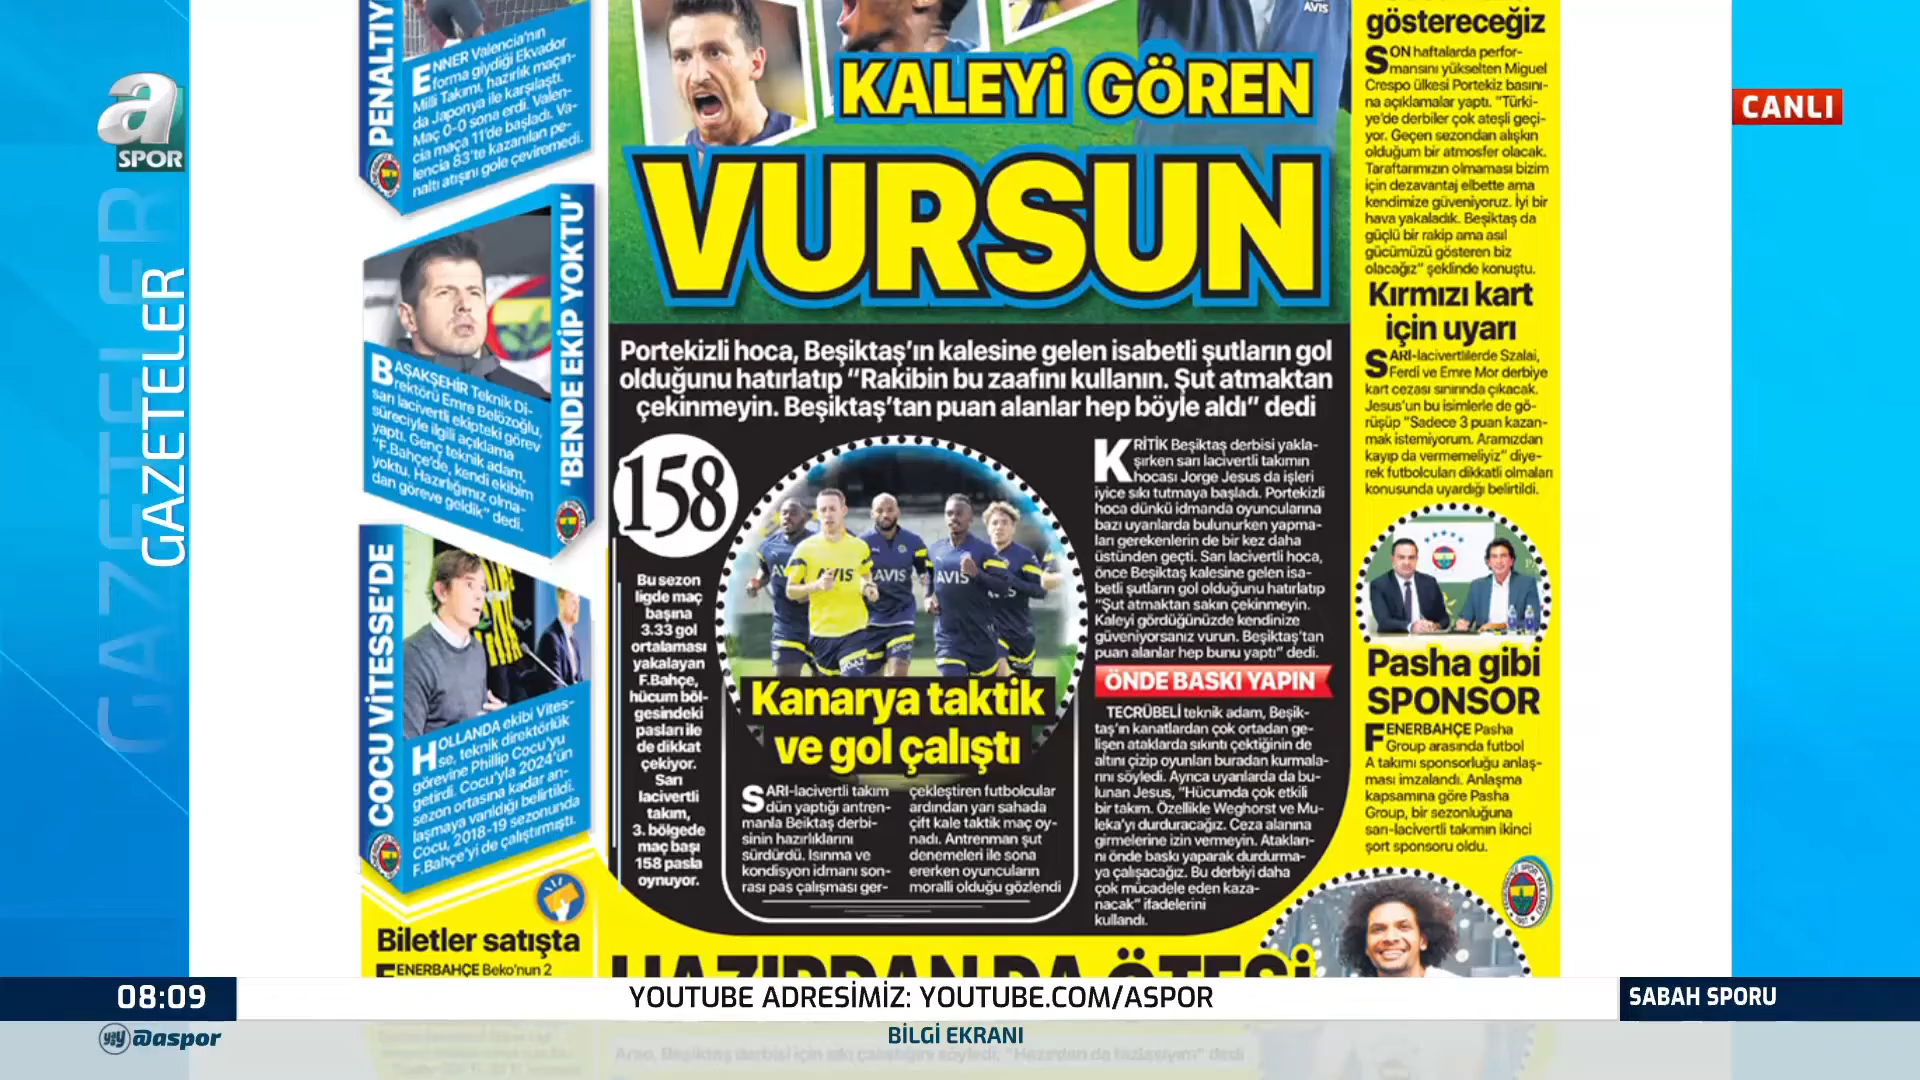 a
SPOR
GAZETELER
GAZETELER
CANLI
PENALTIY
ENNER Valencia'nın
forma giydiği Ekvador
Milli Takımı, hazırlık maçın-
da Japonya ile karşılaştı.
Maç 0-0 sona erdi. Valen-
cia maça 11'de başladı. Va-
lencia 83'te kazanılan pe-
naltı atışını gole çeviremedi.
'BENDE EKİP YOKTU'
BAŞAKŞEHİR Teknik Di-
rektörü Emre Belözoğlu,
sarı lacivertli ekipteki görev
süreciyle ilgili açıklama
yaptı. Genç teknik adam,
"F.Bahçe'de, kendi ekibim
yoktu. Hazırlığımız olma-
dan göreve geldik" dedi.
COCU VİTESSE'DE
HOLLANDA ekibi Vites-
se, teknik direktörlük
görevine Phillip Cocu'yu
getirdi. Cocu'yla 2024'ün
sezon ortasına kadar an-
laşmaya varıldığı belirtildi.
Cocu, 2018-19 sezonunda
F.Bahçe'yi de çalıştırmıştı.
Biletler satışta
FENERBAHÇE Beko'nun 2
AVIS
KALEYİ GÖREN
VURSUN
Portekizli hoca, Beşiktaş'ın kalesine gelen isabetli şutların gol
olduğunu hatırlatıp "Rakibin bu zaafını kullanın. Şut atmaktan
çekinmeyin. Beşiktaş'tan puan alanlar hep böyle aldı" dedi
158
Bu sezon
ligde maç
başına
3.33 gol
ortalaması
yakalayan
F.Bahçe,
hücum böl-
gesindeki
pasları ile
de dikkat
çekiyor.
Sarı
lacivertli
takım,
3. bölgede
maç başı
158 pasla
oynuyor.
AVIS
AVIS
AVIS
Kanarya taktik
ve gol çalıştı
SARI-lacivertli takım
dün yaptığı antren-
manla Beiktaş derbi-
sinin hazırlıklarını
sürdürdü. Isınma ve
kondisyon idmanı son-
rası pas çalışması ger-
çekleştiren futbolcular
ardından yarı sahada
çift kale taktik maç oy-
nadı. Antrenman şut
denemeleri ile sona
ererken oyuncuların
moralli olduğu gözlendi
KRİTİK Beşiktaş derbisi yakla-
şırken sarı lacivertli takımın
hocası Jorge Jesus da işleri
iyice sıkı tutmaya başladı. Portekizli
hoca dünkü idmanda oyuncularına
bazı uyarılarda bulunurken yapma-
ları gerekenlerin de bir kez daha
üstünden geçti. Sarı lacivertli hoca,
önce Beşiktaş kalesine gelen isa-
betli şutların gol olduğunu hatırlatıp
"Şut atmaktan sakın çekinmeyin.
Kaleyi gördüğünüzde kendinize
güveniyorsanız vurun. Beşiktaş'tan
puan alanlar hep bunu yaptı" dedi.
ÖNDE BASKI YAPIN
TECRÜBELİ teknik adam, Beşik-
taş'ın kanatlardan çok ortadan ge-
lişen ataklarda sıkıntı çektiğinin de
altını çizip oyunları buradan kurmala-
rını söyledi. Ayrıca uyarılarda da bu-
lunan Jesus, "Hücumda çok etkili
bir takım. Özellikle Weghorst ve Mu-
leka'yı durduracağız. Ceza alanına
girmelerine izin vermeyin. Atakları-
nı önde baskı yaparak durdurma-
ya çalışacağız. Bu derbiyi daha
çok mücadele eden kaza-
nacak" ifadelerini
kullandı.
göstereceğiz
SON haftalarda perfor-
mansını yükselten Miguel
Crespo ülkesi Portekiz basını-
na açıklamalar yaptı. "Türki-
ye'de derbiler çok ateşli geçi-
yor. Geçen sezondan alışkın
olduğum bir atmosfer olacak.
Taraftarımızın olmaması bizim
için dezavantaj elbette ama
kendimize güveniyoruz. İyi bir
hava yakaladık. Beşiktaş da
güçlü bir rakip ama asıl
gücümüzü gösteren biz
olacağız" şeklinde konuştu.
Kırmızı kart
için uyarı
SARI-lacivertlilerde Szalai,
Ferdi ve Emre Mor derbiye
kart cezası sınırında çıkacak.
Jesus'un bu isimlerle de gö-
rüşüp "Sadece 3 puan kazan-
mak istemiyorum. Aramızdan
kayıp da vermemeliyiz" diye-
rek futbolcuları dikkatli olmaları
konusunda uyardığı belirtildi.
Pasha gibi
SPONSOR
FENERBAHÇE Pasha
Group arasında futbol
A takımı sponsorluğu anlaş-
ması imzalandı. Anlaşma
kapsamına göre Pasha
Group, bir sezonluğuna
sarı-lacivertli takımın ikinci
şort sponsoru oldu.
HAZIRDAN DA ÖTESİ
08:09
YOUTUBE ADRESİMİZ: YOUTUBE.COM/ASPOR
SABAH SPORU
@aspor
BİLGİ EKRANI